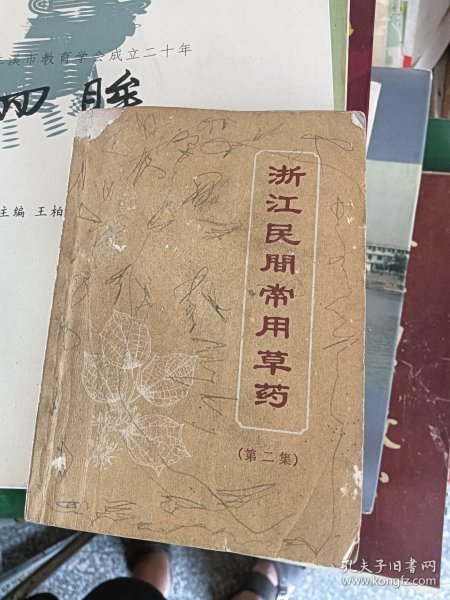 溪市教育学会成立二十年
主编 王柏
浙江民間常用草药
(第二集)
孔夫子旧书网
www.kongfz.com